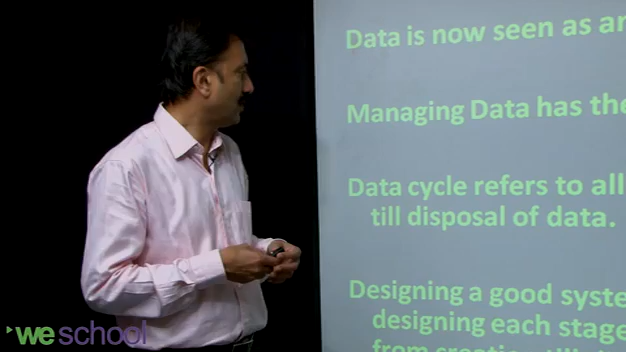 Data is now seen as an
Managing Data has the
Data cycle refers to all
till disposal of data.
Designing a good syste
designing each stage
weschool